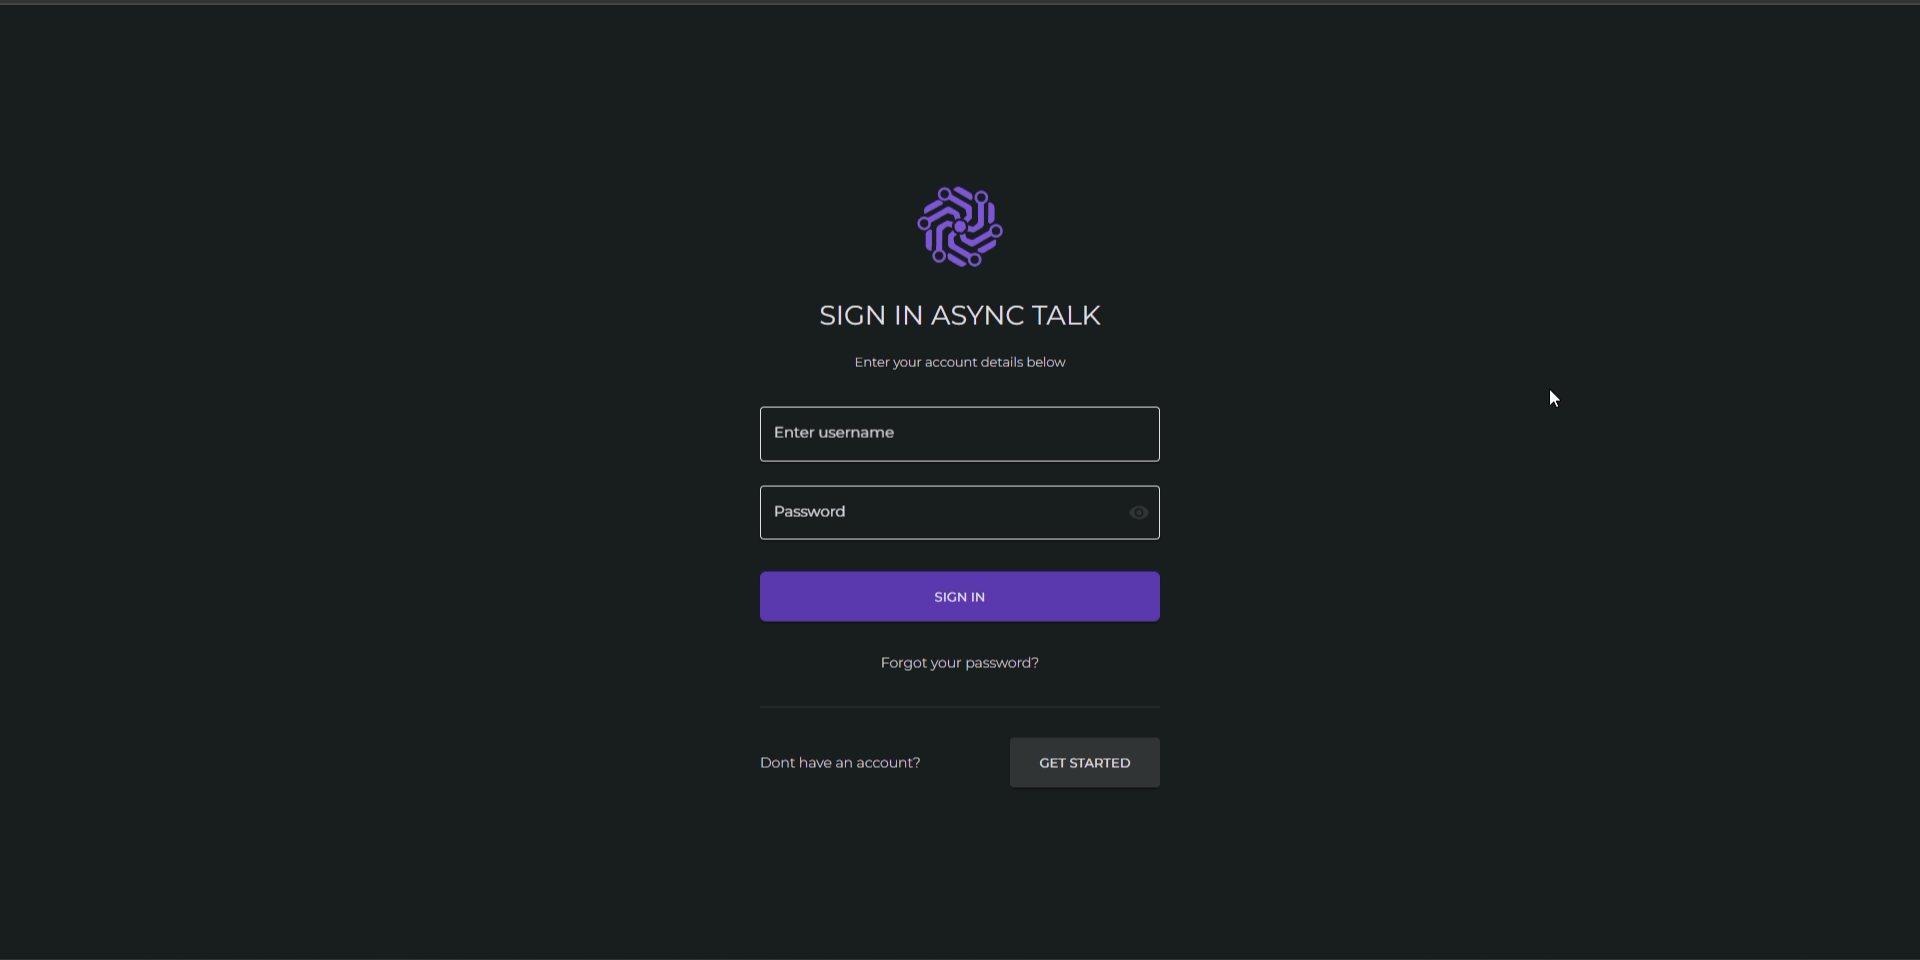 SIGN IN ASYNC TALK
Enter your account details below
Enter username
Password
SIGN IN
Forgot your password?
Dont have an account?
GET STARTED